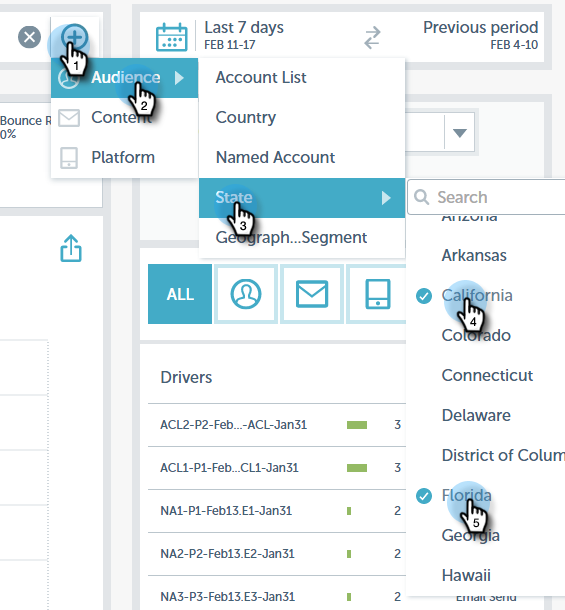 Last 7 days
FEB 11-17
Previous period
FEB 4-10
1
Audience
2
Content
Platform
Bounce R
0%
Account List
Country
Named Account
State
3
Geograph...Segment
Search
Arizona
Arkansas
California
4
Colorado
Connecticut
Delaware
District of Colum
Florida
5
Georgia
Hawaii
ALL
Drivers
ACL2-P2-Feb...-ACL-Jan31
3
ACL1-P1-Feb...CL1-Jan31
3
NA1-P1-Feb13.E1-Jan31
2
NA2-P2-Feb13.E2-Jan31
2
NA3-P3-Feb13.E3-Jan31
2
Email Send